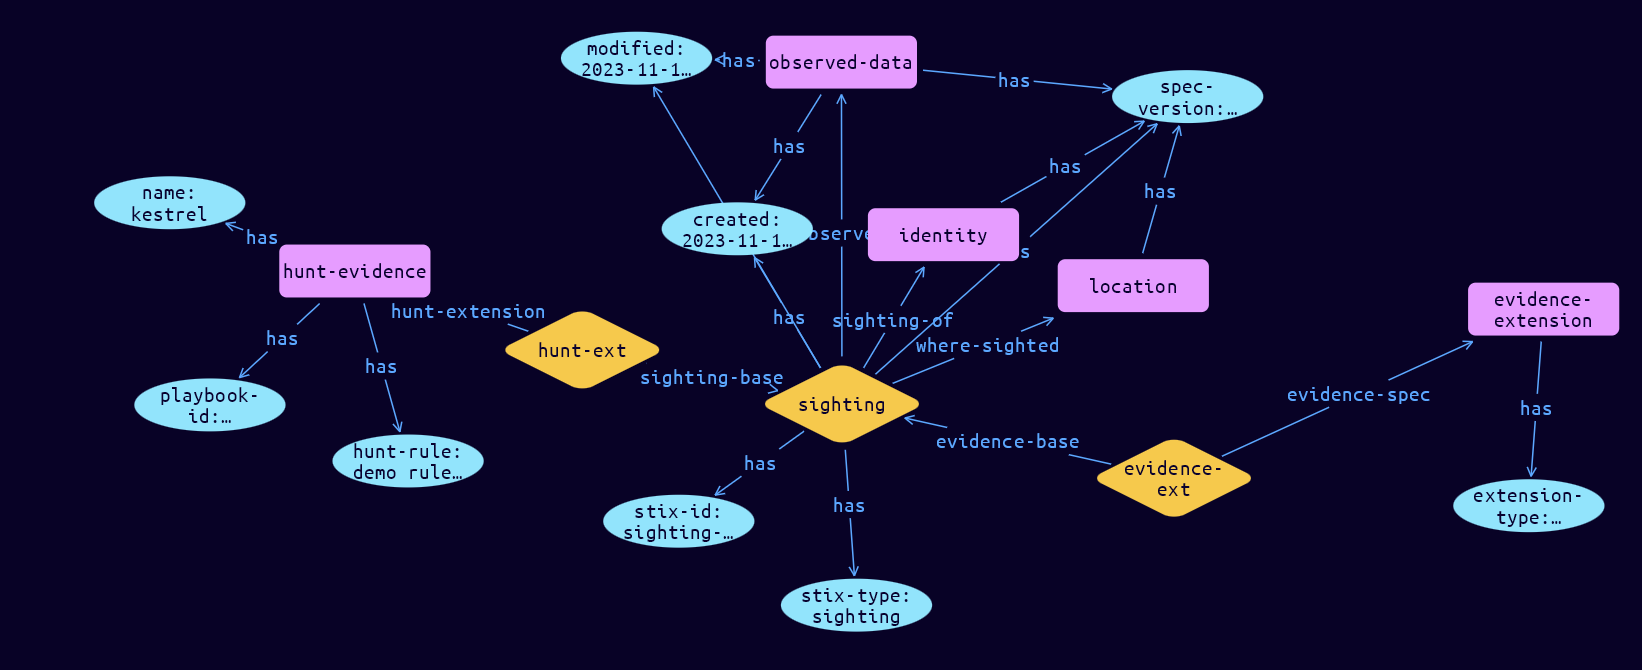 modified:
2023-11-1…
has
observed-data
has
spec-
version:…
has
has
has
name:
kestrel
has
created:
2023-11-1…
identity
hunt-evidence
location
evidence-
extension
hunt-extension
has
sighting-of
has
hunt-ext
where-sighted
has
sighting-base
playbook-
id:…
sighting
evidence-spec
has
evidence-base
hunt-rule:
demo rule…
has
evidence-
ext
has
stix-id:
sighting-…
extension-
type:…
stix-type:
sighting